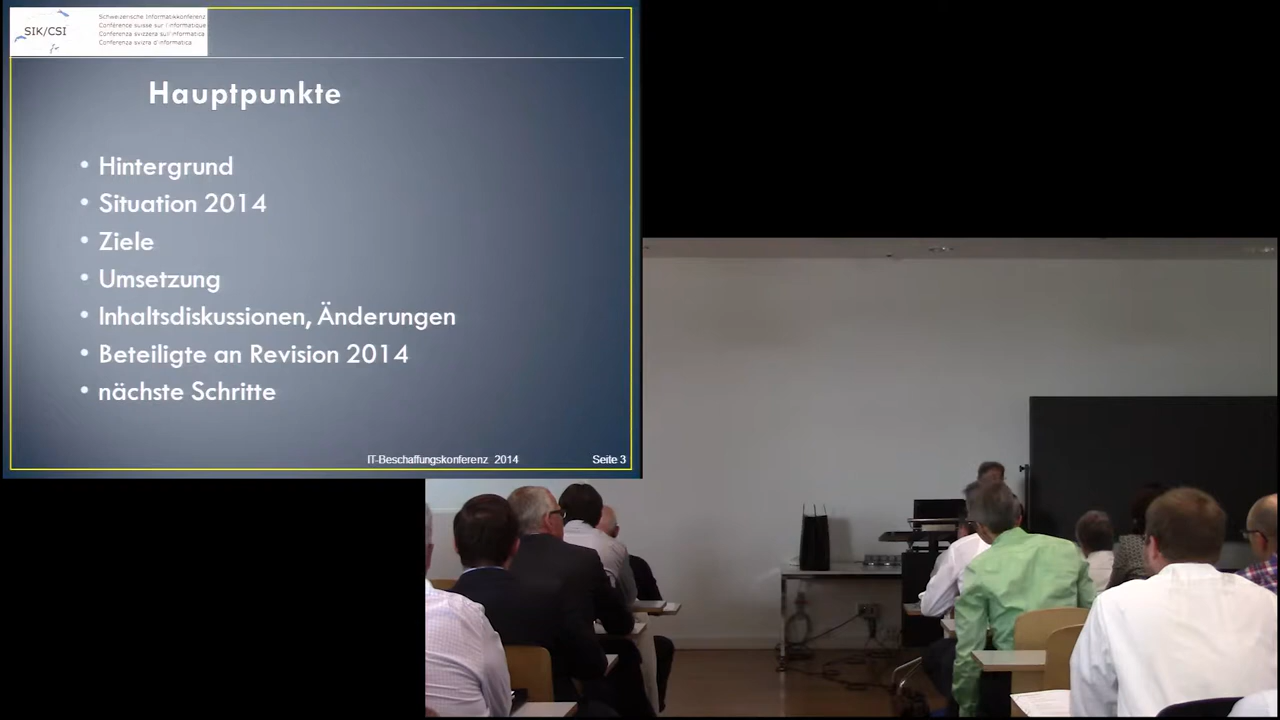 SIK/CSI
Schweizerische Informatikkonferenz
Conférence suisse sur l'informatique
Conferenza svizzera sull'informatica
Conferenza svizra d'informatica
Hauptpunkte
• Hintergrund
• Situation 2014
• Ziele
• Umsetzung
• Inhaltsdiskussionen, Änderungen
• Beteiligte an Revision 2014
• nächste Schritte
IT-Beschaffungskonferenz 2014
Seite 3